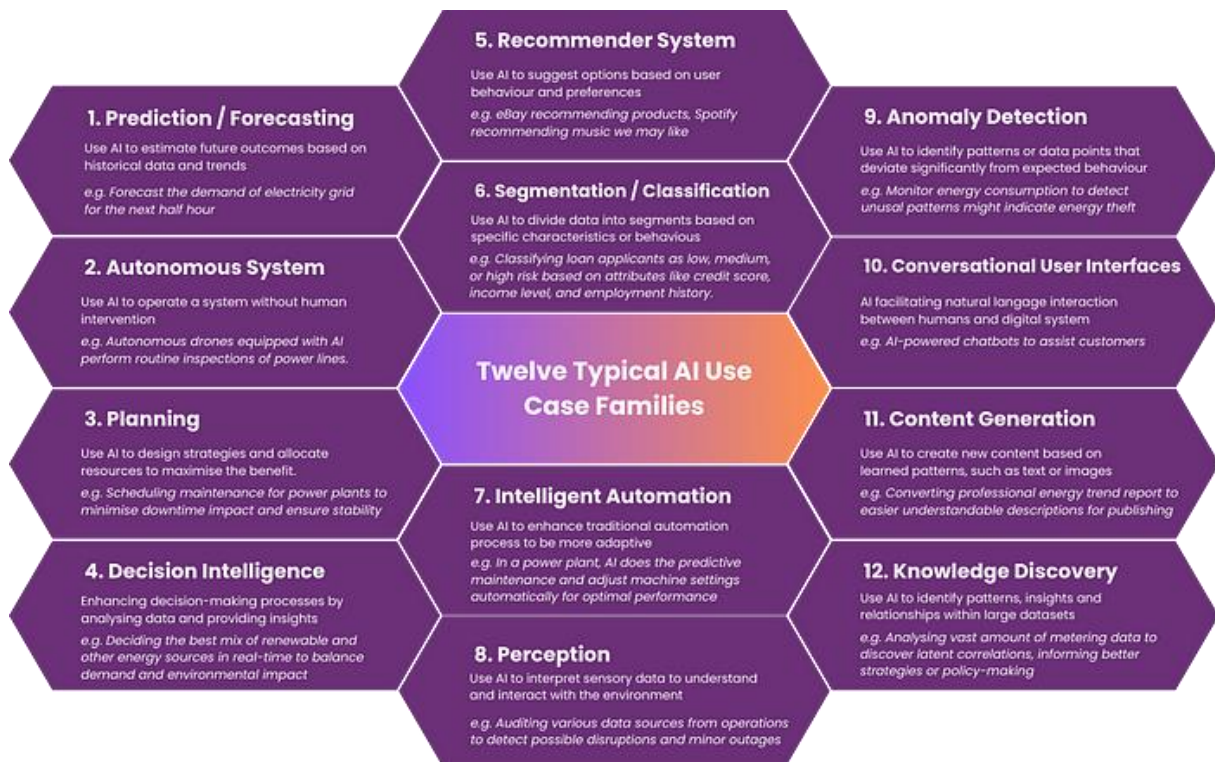 1. Prediction / Forecasting
Use AI to estimate future outcomes based on
historical data and trends
e.g. Forecast the demand of electricity grid
for the next half hour
2. Autonomous System
Use AI to operate a system without human
intervention
e.g. Autonomous drones equipped with AI
perform routine inspections of power lines.
3. Planning
Use AI to design strategies and allocate
resources to maximise the benefit.
e.g. Scheduling maintenance for power plants to
minimise downtime impact and ensure stability
4. Decision Intelligence
Enhancing decision-making processes by
analysing data and providing insights
e.g. Deciding the best mix of renewable and
other energy sources in real-time to balance
demand and environmental impact
5. Recommender System
Use AI to suggest options based on user
behaviour and preferences
e.g. eBay recommending products, Spotify
recommending music we may like
6. Segmentation / Classification
Use AI to divide data into segments based on
specific characteristics or behavious
e.g. Classifying loan applicants as low, medium,
or high risk based on attributes like credit score,
income level, and employment history.
Twelve Typical AI Use
Case Families
7. Intelligent Automation
Use AI to enhance traditional automation
process to be more adaptive
e.g. In a power plant, AI does the predictive
maintenance and adjust machine settings
automatically for optimal performance
8. Perception
Use AI to interpret sensory data to understand
and interact with the environment
e.g. Auditing various data sources from operations
to detect possible disruptions and minor outages
9. Anomaly Detection
Use AI to identify patterns or data points that
deviate significantly from expected behaviour
e.g. Monitor energy consumption to detect
unusual patterns might indicate energy theft
10. Conversational User Interfaces
AI facilitating natural langage interaction
between humans and digital system
e.g. AI-powered chatbots to assist customers
11. Content Generation
Use AI to create new content based on
learned patterns, such as text or images
e.g. Converting professional energy trend report to
easier understandable descriptions for publishing
12. Knowledge Discovery
Use AI to identify patterns, insights and
relationships within large datasets
e.g. Analysing vast amount of metering data to
discover latent correlations, informing better
strategies or policy-making